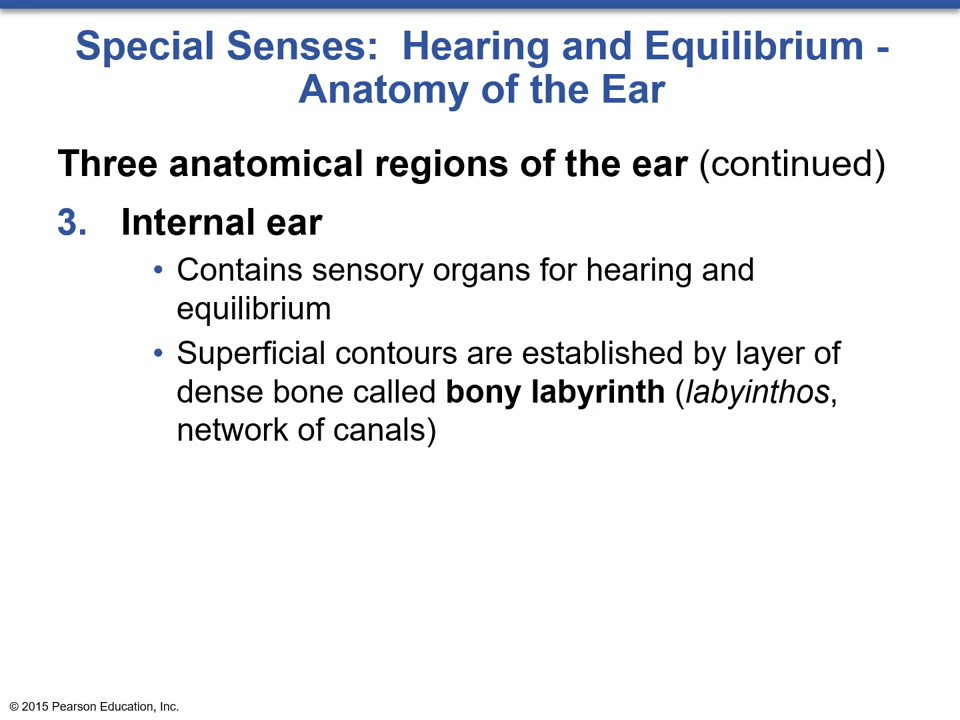 Special Senses:  Hearing and Equilibrium -
Anatomy of the Ear
Three anatomical regions of the ear (continued)
3. Internal ear
• Contains sensory organs for hearing and
equilibrium
• Superficial contours are established by layer of
dense bone called bony labyrinth (labyinthos,
network of canals)
© 2015 Pearson Education, Inc.